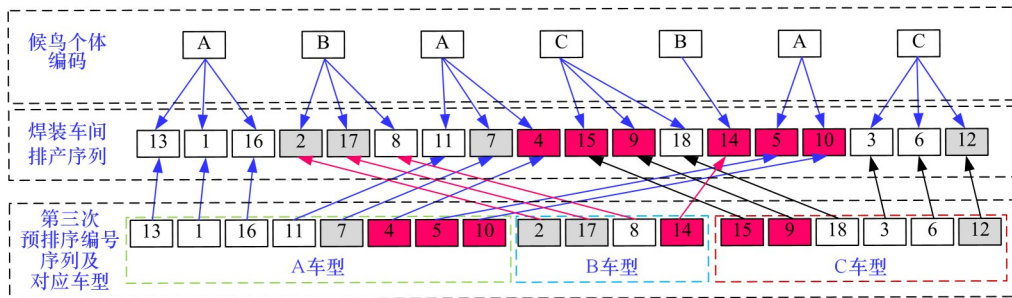 候鸟个体
编码
A B A C B A C
焊装车间
排产序列
13 1 16 2 17 8 11 7 4 15 9 18 14 5 10 3 6 12
第三次
预排序编号
序列及
对应车型
13 1 16 11 7 4 5 10 2 17 8 14 15 9 18 3 6 12
A车型 B车型 C车型